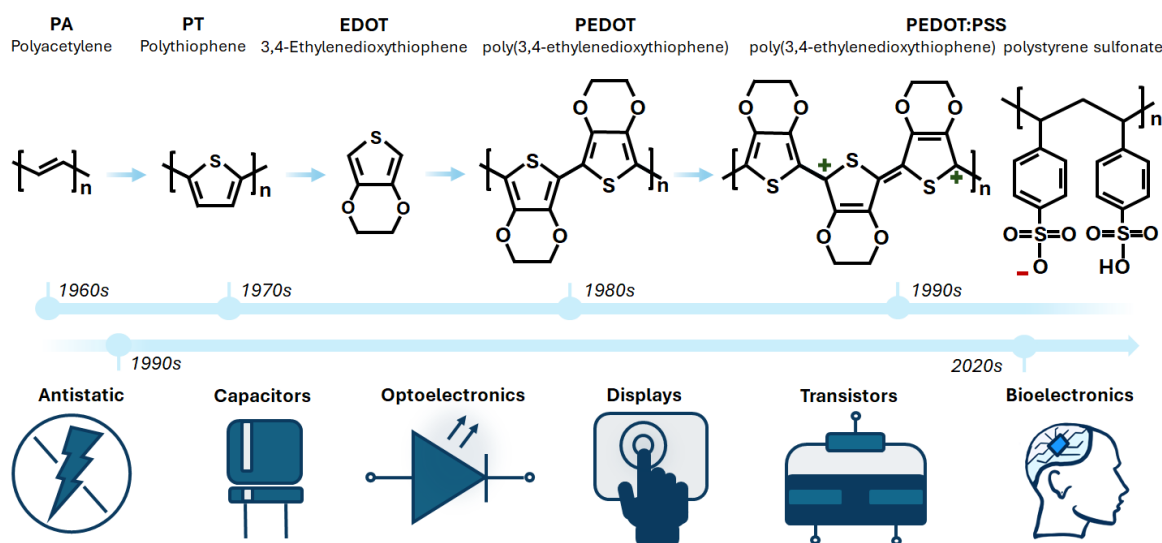 PA PT EDOT PEDOT PEDOT:PSS
Polyacetylene Polythiophene 3,4-Ethylenedioxythiophene poly(3,4-ethylenedioxythiophene) poly(3,4-ethylenedioxythiophene) polystyrene sulfonate
[ ]n [ S ]n S O O [ S O O S O O ]n [ S O O + S O O S O O + ]n [ ]n
O=S=O O=S=O
− O HO
1960s 1970s 1980s 1990s
1990s 2020s
Antistatic Capacitors Optoelectronics Displays Transistors Bioelectronics